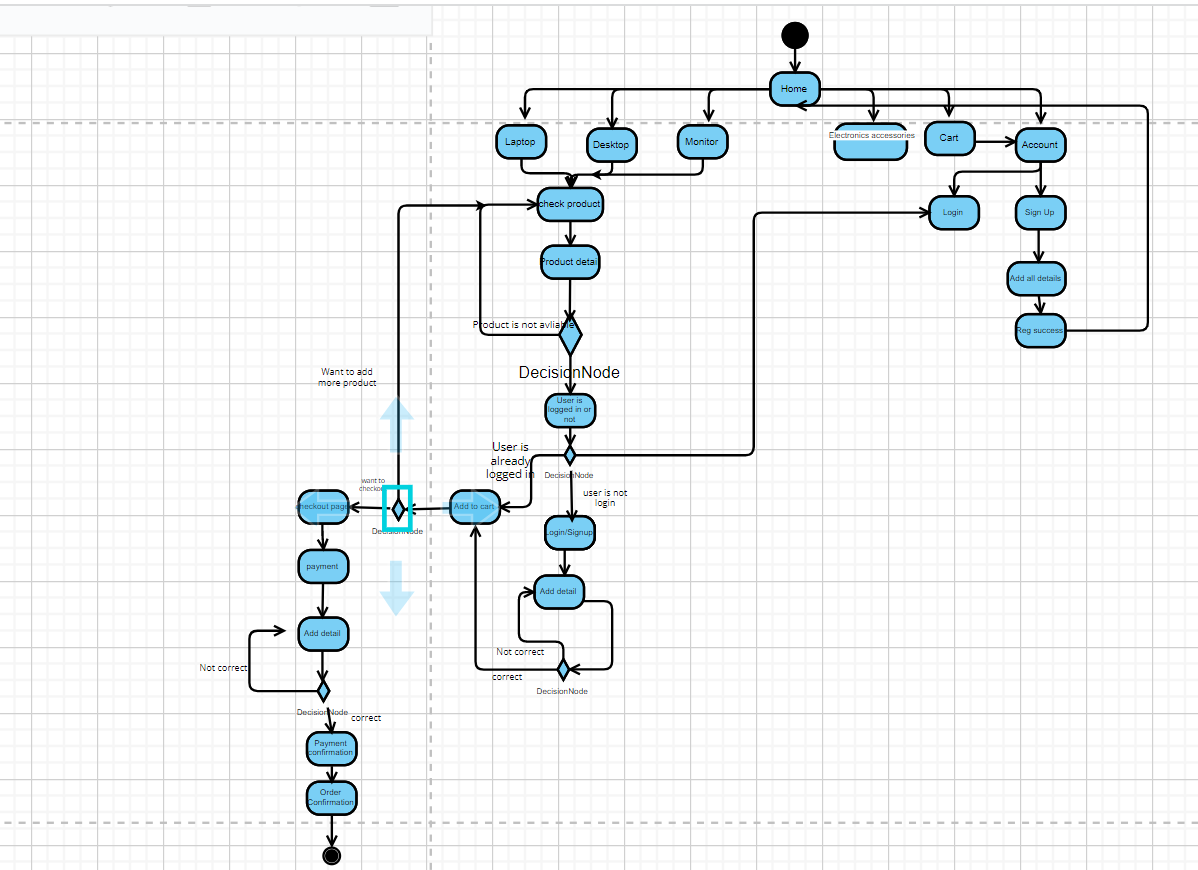 Home
Laptop
Desktop
Monitor
Electronics accessories
Cart
Account
check product
Login
Sign Up
Product detail
Add all details
Product is not avliable
Reg success
Want to add
more product
DecisionNode
User is
logged in or
not
User is
already
logged in
DecisionNode
want to
user is not
login
checkout page
Add to cart
DecisionNode
Login/Signup
payment
Add detail
Add detail
Not correct
Not correct
correct
DecisionNode
DecisionNode
correct
Payment
confirmation
Order
Confirmation